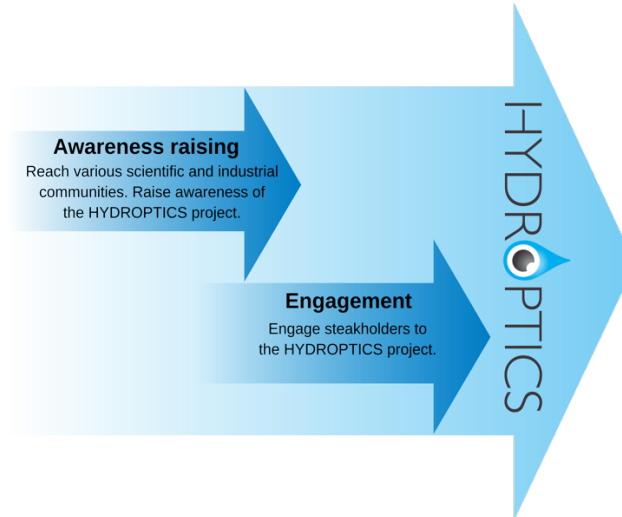 Awareness raising
Reach various scientific and industrial
communities. Raise awareness of
the HYDROPTICS project.
Engagement
Engage steakholders to
the HYDROPTICS project.
HYDROPTICS